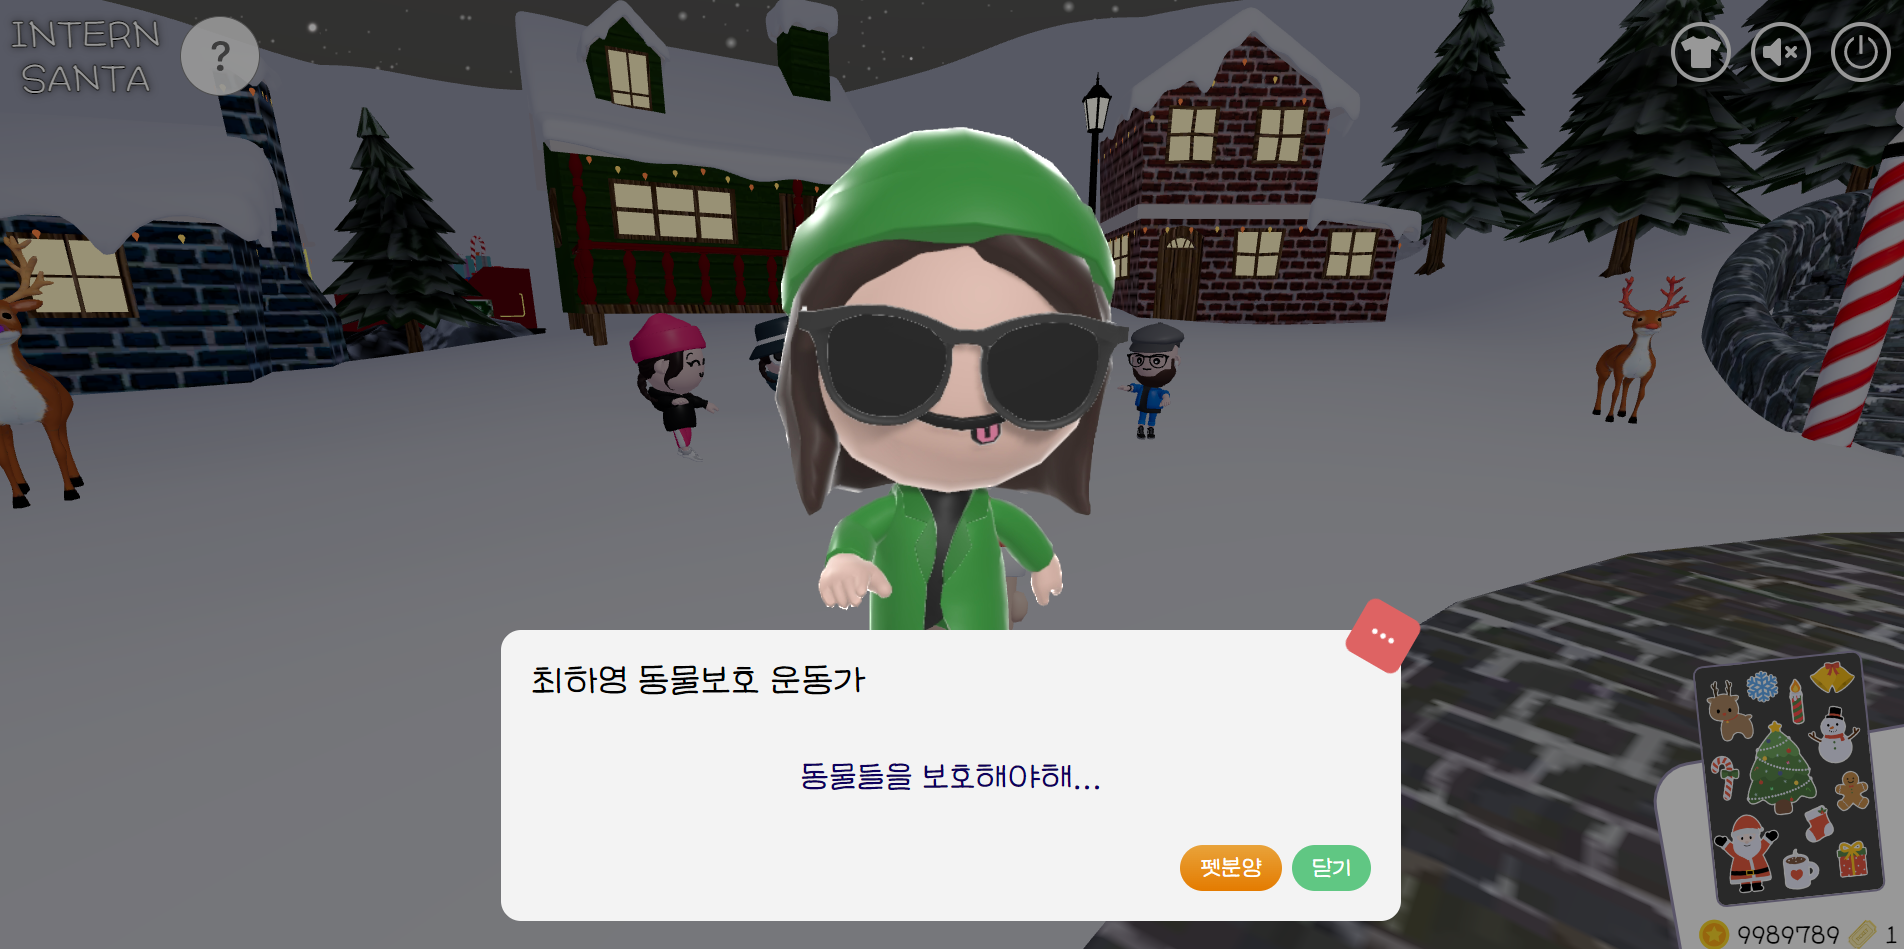 INTERN
SANTA
?
최하영 동물보호 운동가
동물들을 보호해야해...
펫분양
닫기
9989789
1